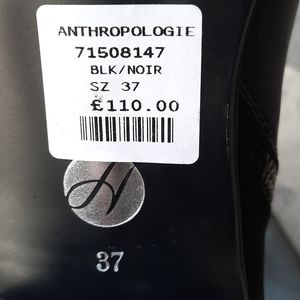 ANTHROPOLOGIE
71508147
BLK/NOIR
SZ 37
£110.00
H
37